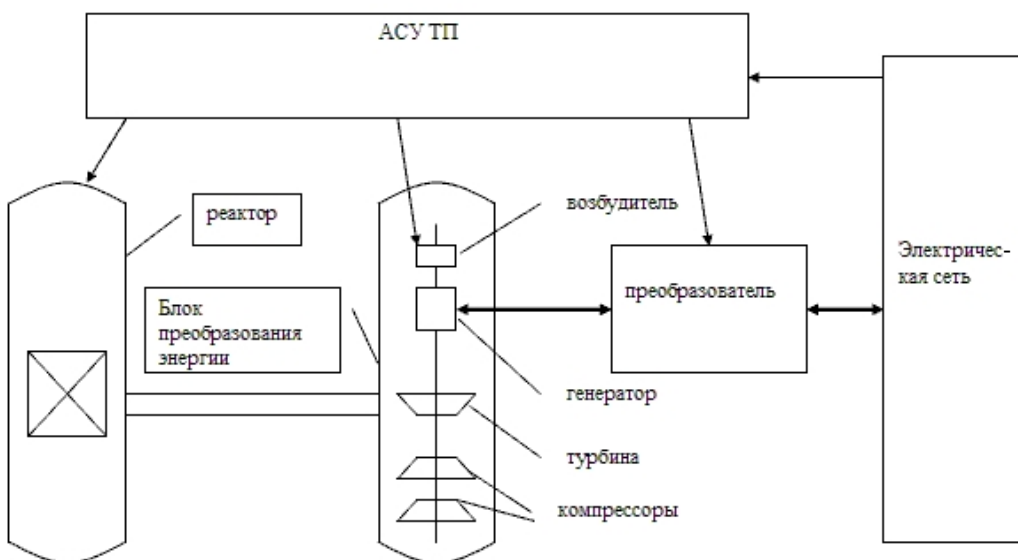 АСУ ТП
реактор
возбудитель
Электричес-
кая сеть
преобразователь
Блок
преобразования
энергии
генератор
турбина
компрессоры